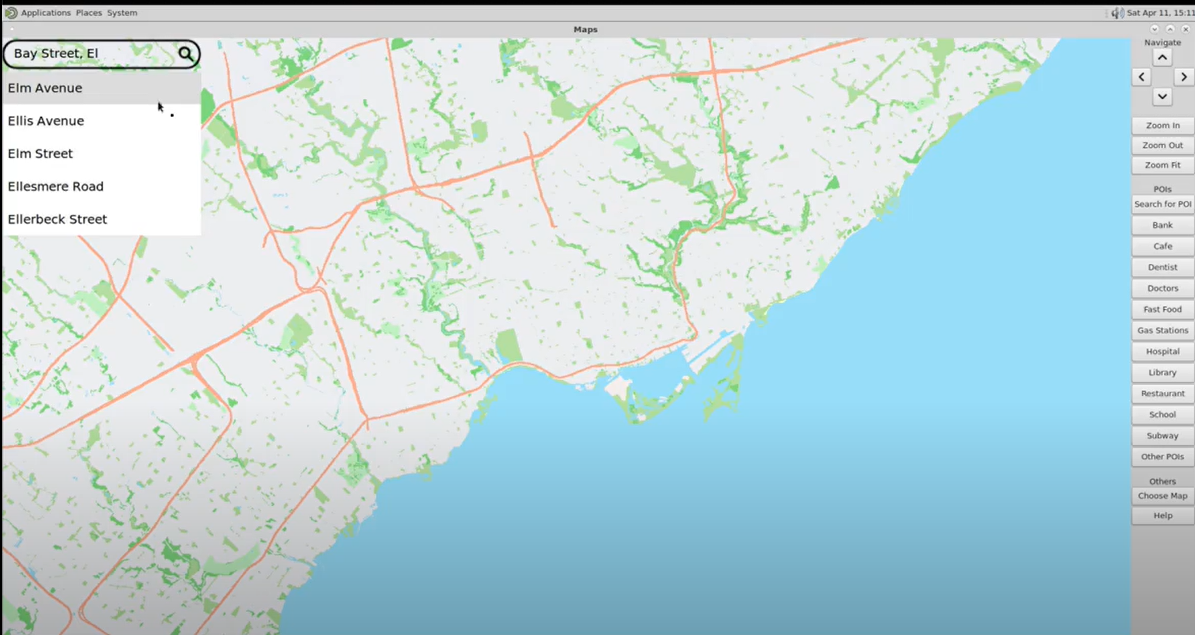 Applications Places System
Sat Apr 11, 15:11
Maps
Bay Street, El
Elm Avenue
Ellis Avenue
Elm Street
Ellesmere Road
Ellerbeck Street
Navigate
Zoom In
Zoom Out
Zoom Fit
POIs
Search for POI
Bank
Cafe
Dentist
Doctors
Fast Food
Gas Stations
Hospital
Library
Restaurant
School
Subway
Other POIs
Others
Choose Map
Help